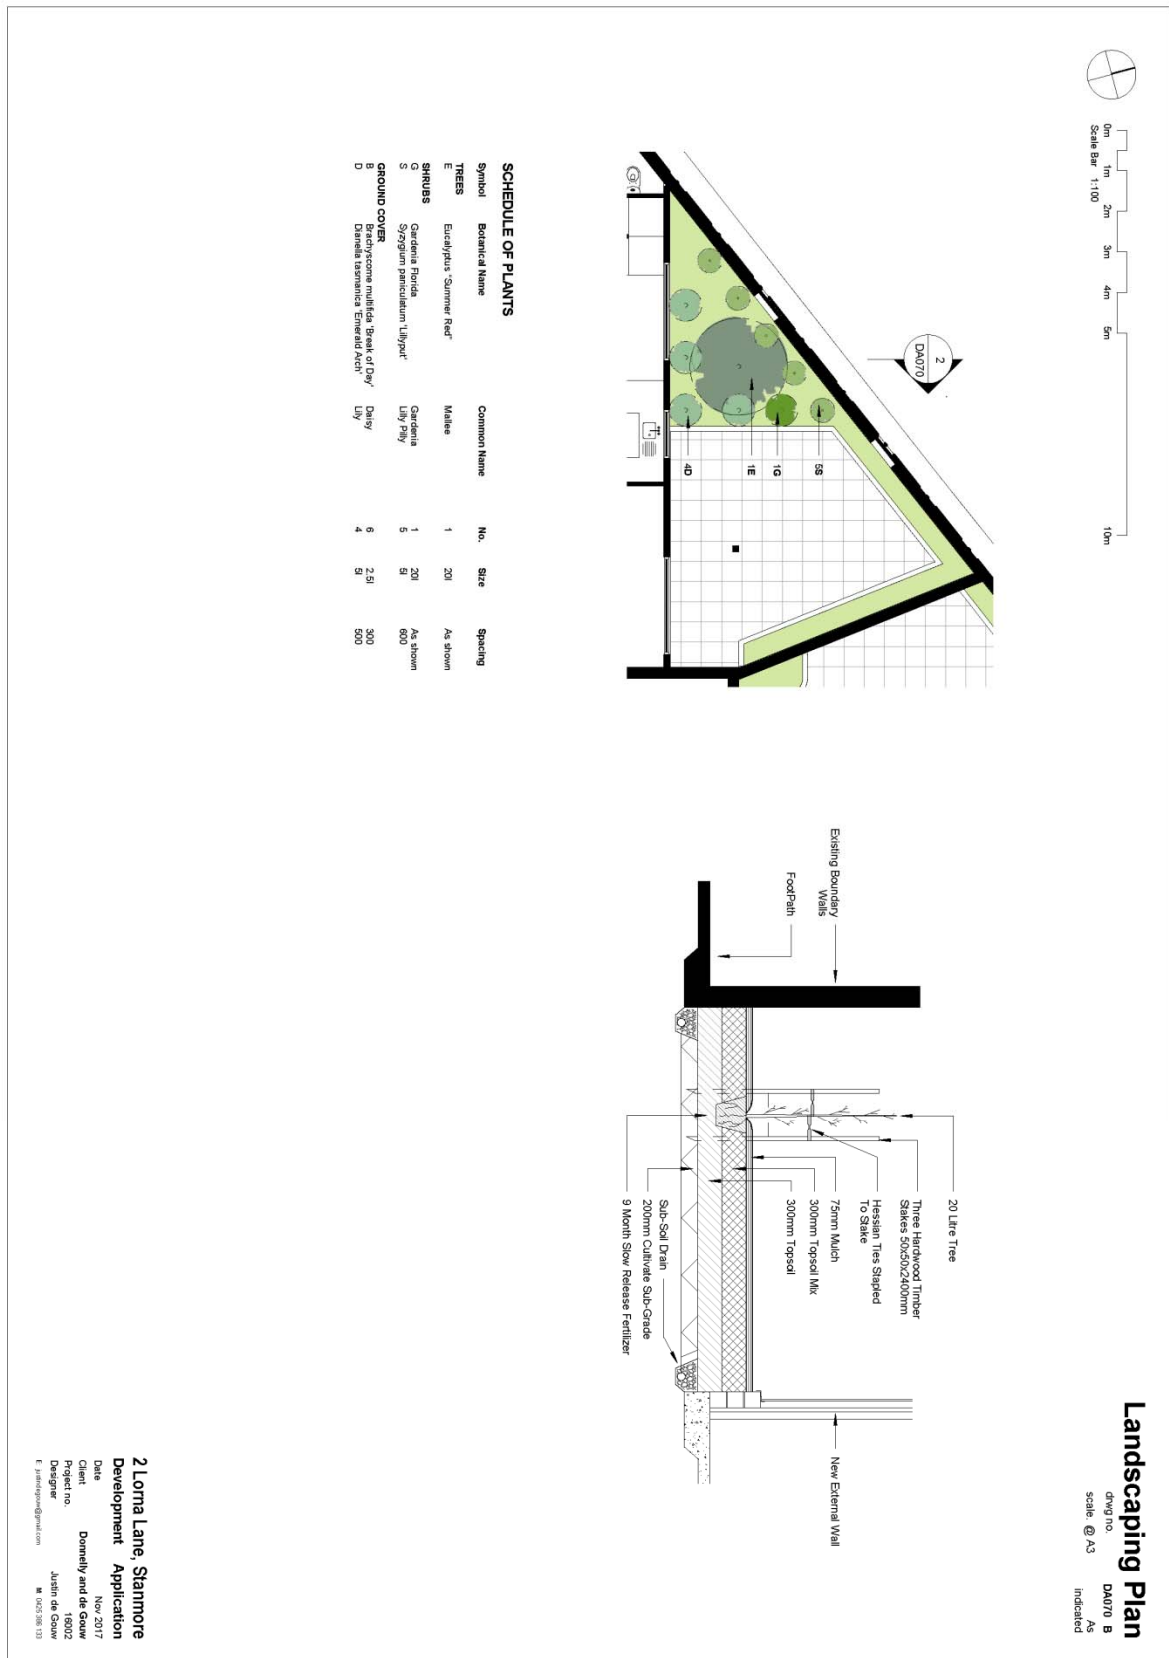 Landscaping Plan
drwg no. DA070 B
scale. @ A3 As indicated
0m 1m 2m 3m 4m 5m 10m
Scale Bar 1:100
2
DA070
5S
1G
1E
4D
Existing Boundary
Walls
FootPath
20 Litre Tree
Three Hardwood Timber
Stakes 50x50x2400mm
Hessian Ties Stapled
To Stake
75mm Mulch
300mm Topsoil Mix
300mm Topsoil
Sub-Soil Drain
200mm Cultivate Sub-Grade
9 Month Slow Release Fertilizer
New External Wall
SCHEDULE OF PLANTS
Symbol Botanical Name Common Name No. Size Spacing
TREES
E Eucalyptus "Summer Red" Mallee 1 20l As shown
SHRUBS
G Gardenia Florida Gardenia 1 20l As shown
S Syzygium paniculatum 'Lillyput' Lilly Pilly 5 5l 600
GROUND COVER
B Brachyscome multifida 'Break of Day' Daisy 6 2.5l 300
D Dianella tasmanica 'Emerald Arch' Lily 4 5l 500
2 Lorna Lane, Stanmore
Development Application
Date Nov 2017
Client Donnelly and de Gouw
Project no. 16002
Designer Justin de Gouw
E: justindegouw@gmail.com M: 0425 386 133